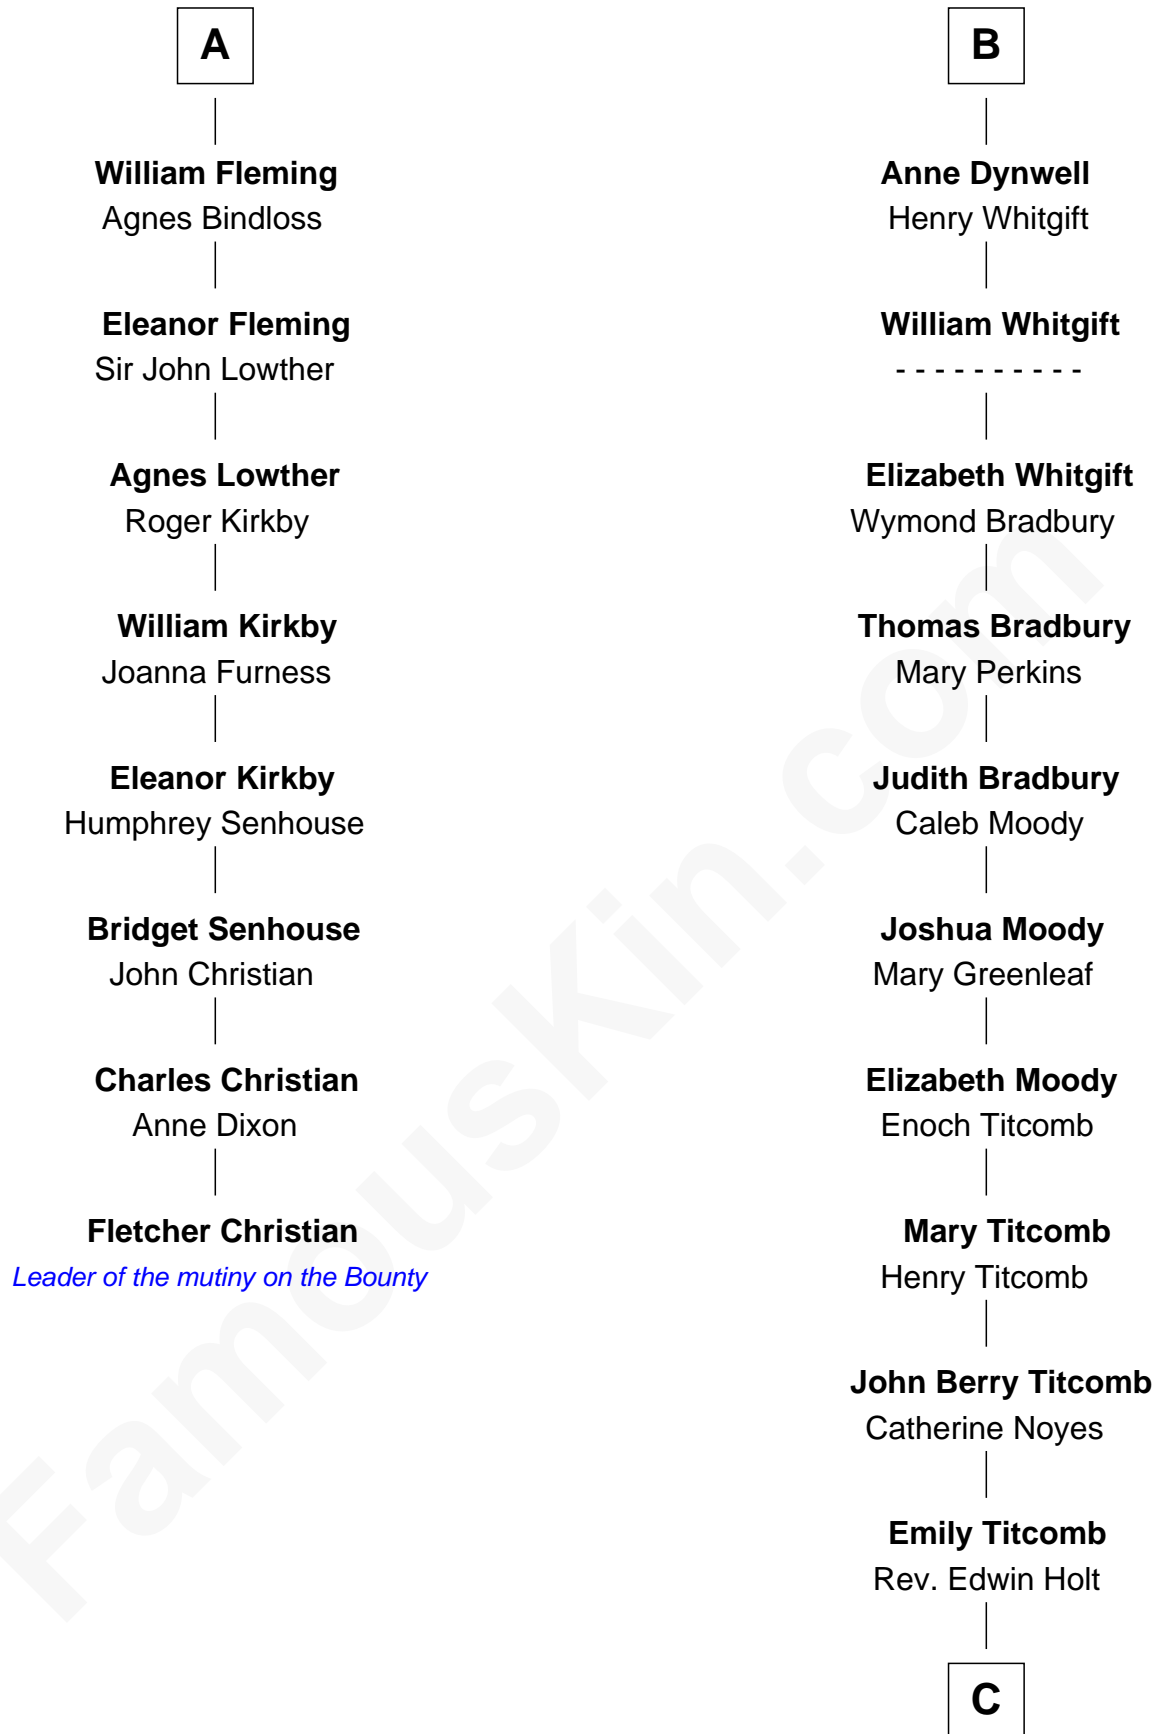 A
William Fleming
Agnes Bindloss
Eleanor Fleming
Sir John Lowther
Agnes Lowther
Roger Kirkby
William Kirkby
Joanna Furness
Eleanor Kirkby
Humphrey Senhouse
Bridget Senhouse
John Christian
Charles Christian
Anne Dixon
Fletcher Christian
Leader of the mutiny on the Bounty
B
Anne Dynwell
Henry Whitgift
William Whitgift
- - - - - - - - - -
Elizabeth Whitgift
Wymond Bradbury
Thomas Bradbury
Mary Perkins
Judith Bradbury
Caleb Moody
Joshua Moody
Mary Greenleaf
Elizabeth Moody
Enoch Titcomb
Mary Titcomb
Henry Titcomb
John Berry Titcomb
Catherine Noyes
Emily Titcomb
Rev. Edwin Holt
C
FamousKin.com